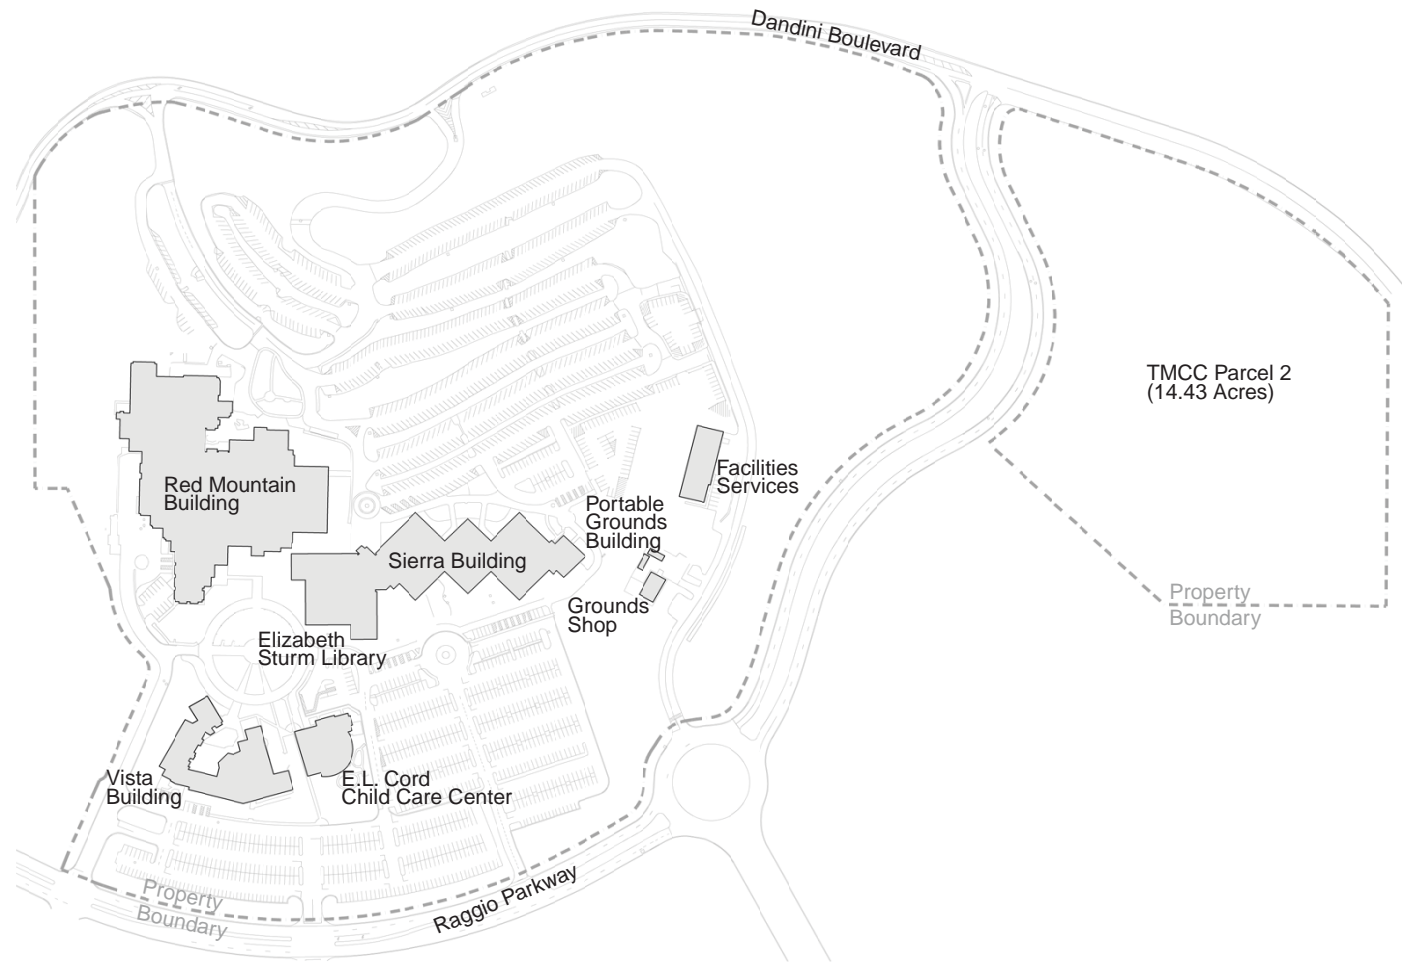 Dandini Boulevard
TMCC Parcel 2
(14.43 Acres)
Facilities
Services
Red Mountain
Building
Portable
Grounds
Building
Sierra Building
Grounds
Shop
Property
Boundary
Elizabeth
Sturm Library
Vista
Building
E.L. Cord
Child Care Center
Property
Boundary
Raggio Parkway